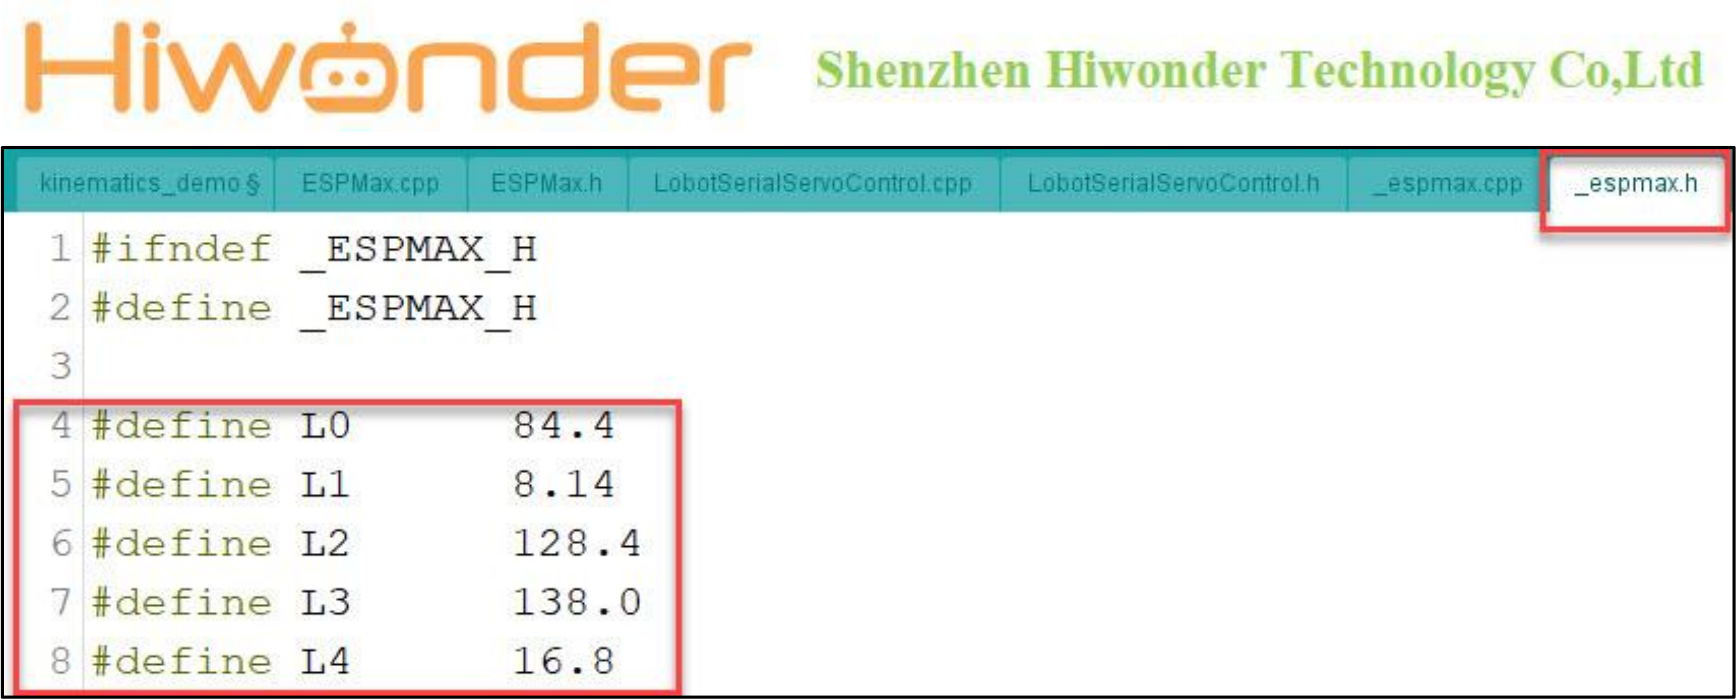 Hiwonder Shenzhen Hiwonder Technology Co,Ltd
kinematics_demo § ESPMax.cpp ESPMax.h LobotSerialServoControl.cpp LobotSerialServoControl.h _espmax.cpp _espmax.h
1 #ifndef _ESPMAX_H
2 #define _ESPMAX_H
3
4 #define L0 84.4
5 #define L1 8.14
6 #define L2 128.4
7 #define L3 138.0
8 #define L4 16.8